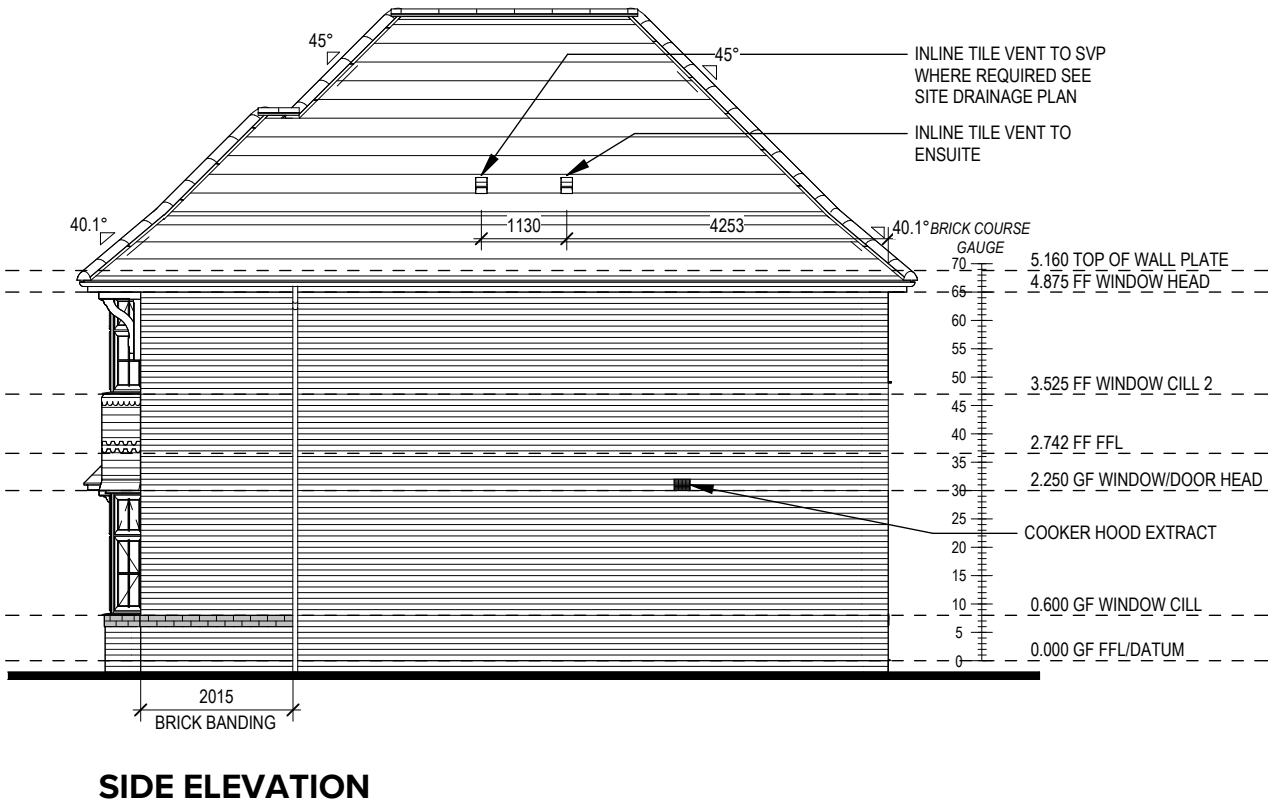 45°
45°
INLINE TILE VENT TO SVP
WHERE REQUIRED SEE
SITE DRAINAGE PLAN
INLINE TILE VENT TO
ENSUITE
40.1°
1130
4253
40.1°
BRICK COURSE
GAUGE
70
5.160 TOP OF WALL PLATE
65
4.875 FF WINDOW HEAD
60
55
50
3.525 FF WINDOW CILL 2
45
40
2.742 FF FFL
35
30
2.250 GF WINDOW/DOOR HEAD
25
COOKER HOOD EXTRACT
20
15
10
0.600 GF WINDOW CILL
5
0
0.000 GF FFL/DATUM
2015
BRICK BANDING
SIDE ELEVATION